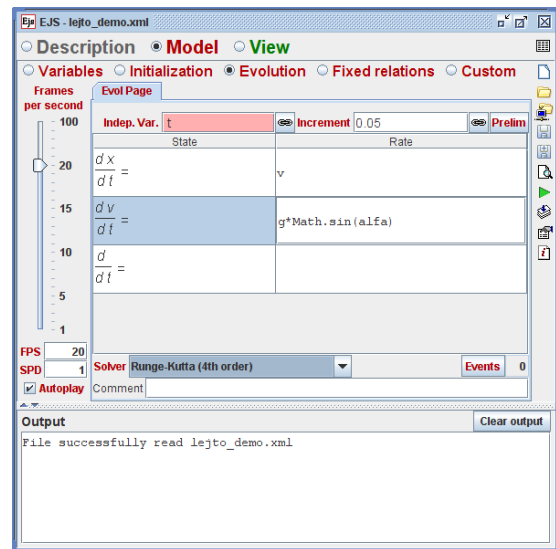 Ejs EJS - lejto_demo.xml
Description Model View
Variables Initialization Evolution Fixed relations Custom
Frames per second
Evol Page
100
20
15
10
5
1
Indep. Var. t Increment 0.05 Prelim
State Rate
d x
d t = v
d v
d t = g*Math.sin(alfa)
d
d t =
FPS 20
SPD 1
Autoplay
Solver Runge-Kutta (4th order) Events 0
Comment
Output Clear output
File successfully read lejto_demo.xml